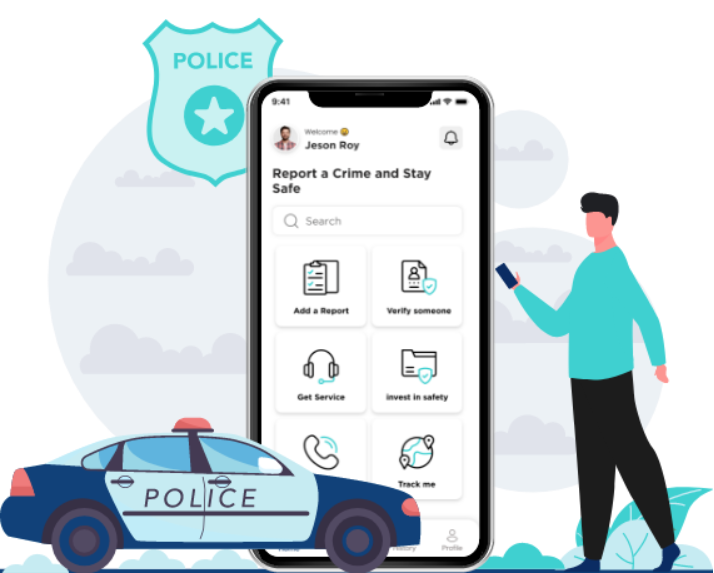 POLICE
9:41
Welcome 😀
Jeson Roy
Report a Crime and Stay
Safe
Search
Add a Report
Verify someone
Get Service
invest in safety
Track me
POLICE
History
Profile